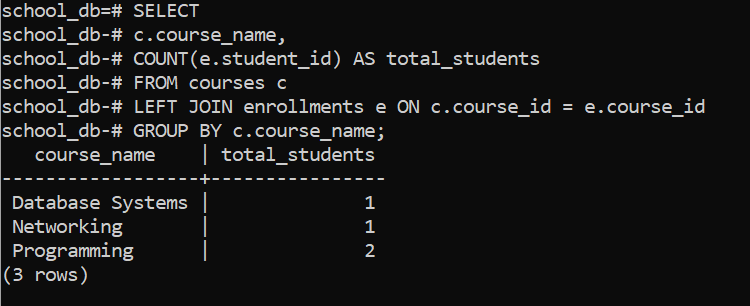 school_db=# SELECT
school_db-# c.course_name,
school_db-# COUNT(e.student_id) AS total_students
school_db-# FROM courses c
school_db-# LEFT JOIN enrollments e ON c.course_id = e.course_id
school_db-# GROUP BY c.course_name;
   course_name    | total_students
------------------+----------------
 Database Systems |              1
 Networking       |              1
 Programming      |              2
(3 rows)